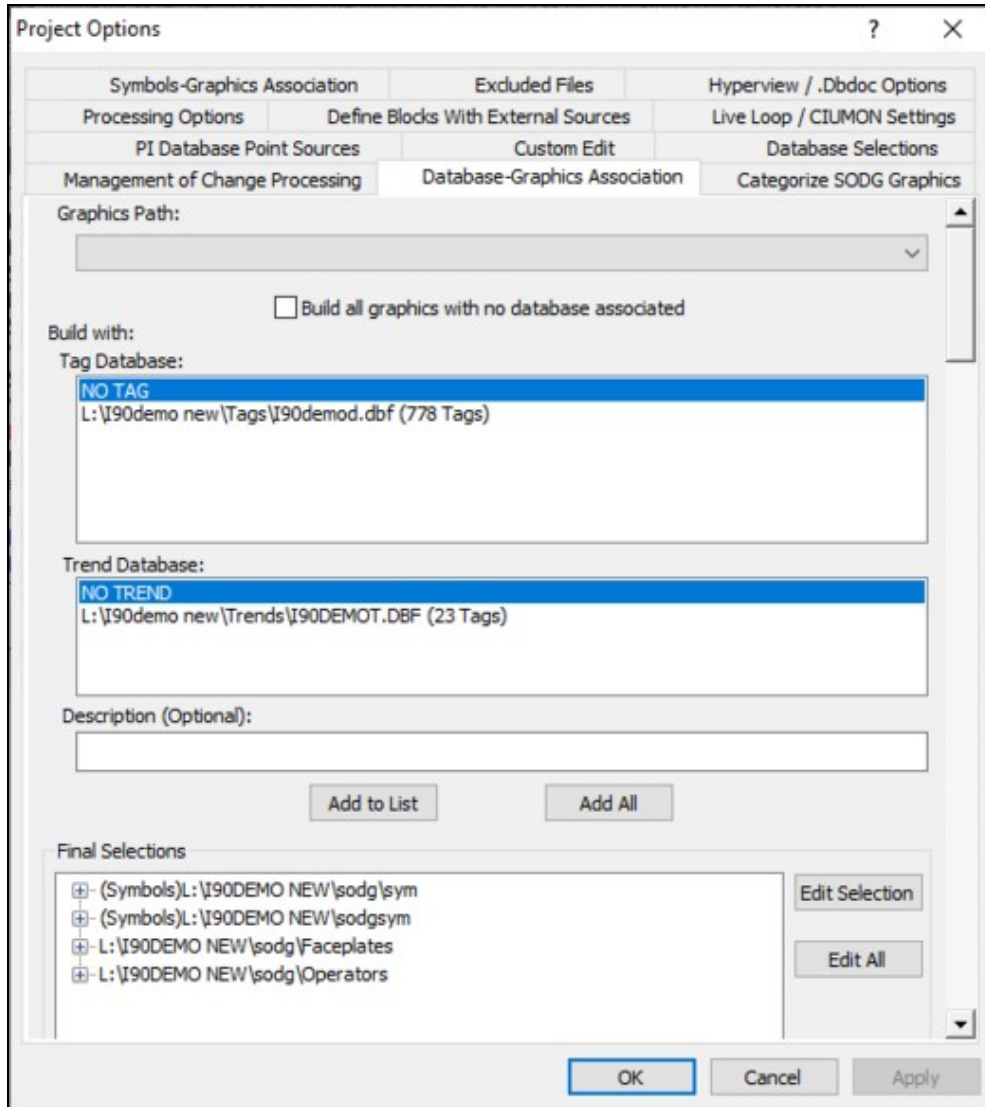 Project Options ?
Symbols-Graphics Association Excluded Files Hyperview / .Dbdoc Options
Processing Options Define Blocks With External Sources Live Loop / CIUMON Settings
PI Database Point Sources Custom Edit Database Selections
Management of Change Processing Database-Graphics Association Categorize SODG Graphics
Graphics Path:
Build all graphics with no database associated
Build with:
Tag Database:
NO TAG
L:\I90demo new\Tags\I90demod.dbf (778 Tags)
Trend Database:
NO TREND
L:\I90demo new\Trends\I90DEMOT.DBF (23 Tags)
Description (Optional):
Add to List Add All
Final Selections
(Symbols)L:\I90DEMO NEW\sodg\sym
(Symbols)L:\I90DEMO NEW\sodgsym
L:\I90DEMO NEW\sodg\Faceplates
L:\I90DEMO NEW\sodg\Operators
Edit Selection
Edit All
OK Cancel Apply